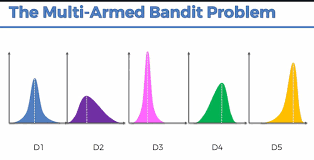 The Multi-Armed Bandit Problem
D1 D2 D3 D4 D5